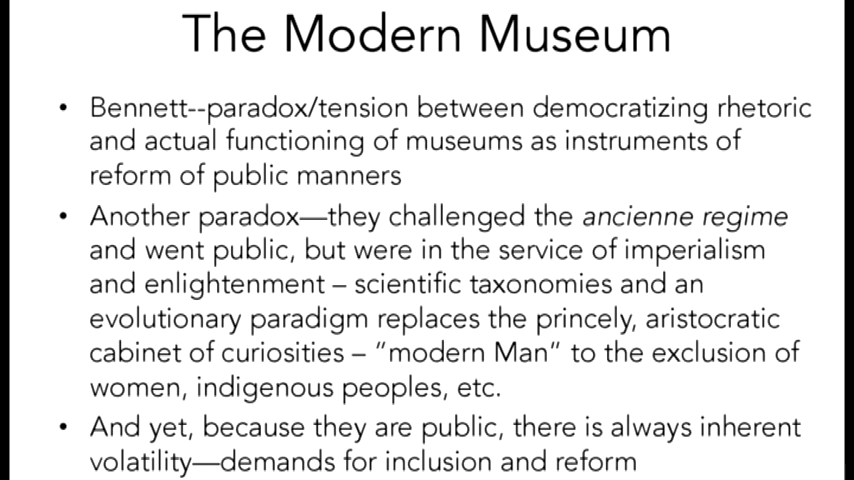 The Modern Museum
• Bennett--paradox/tension between democratizing rhetoric
and actual functioning of museums as instruments of
reform of public manners
• Another paradox—they challenged the ancienne regime
and went public, but were in the service of imperialism
and enlightenment – scientific taxonomies and an
evolutionary paradigm replaces the princely, aristocratic
cabinet of curiosities – “modern Man” to the exclusion of
women, indigenous peoples, etc.
• And yet, because they are public, there is always inherent
volatility—demands for inclusion and reform